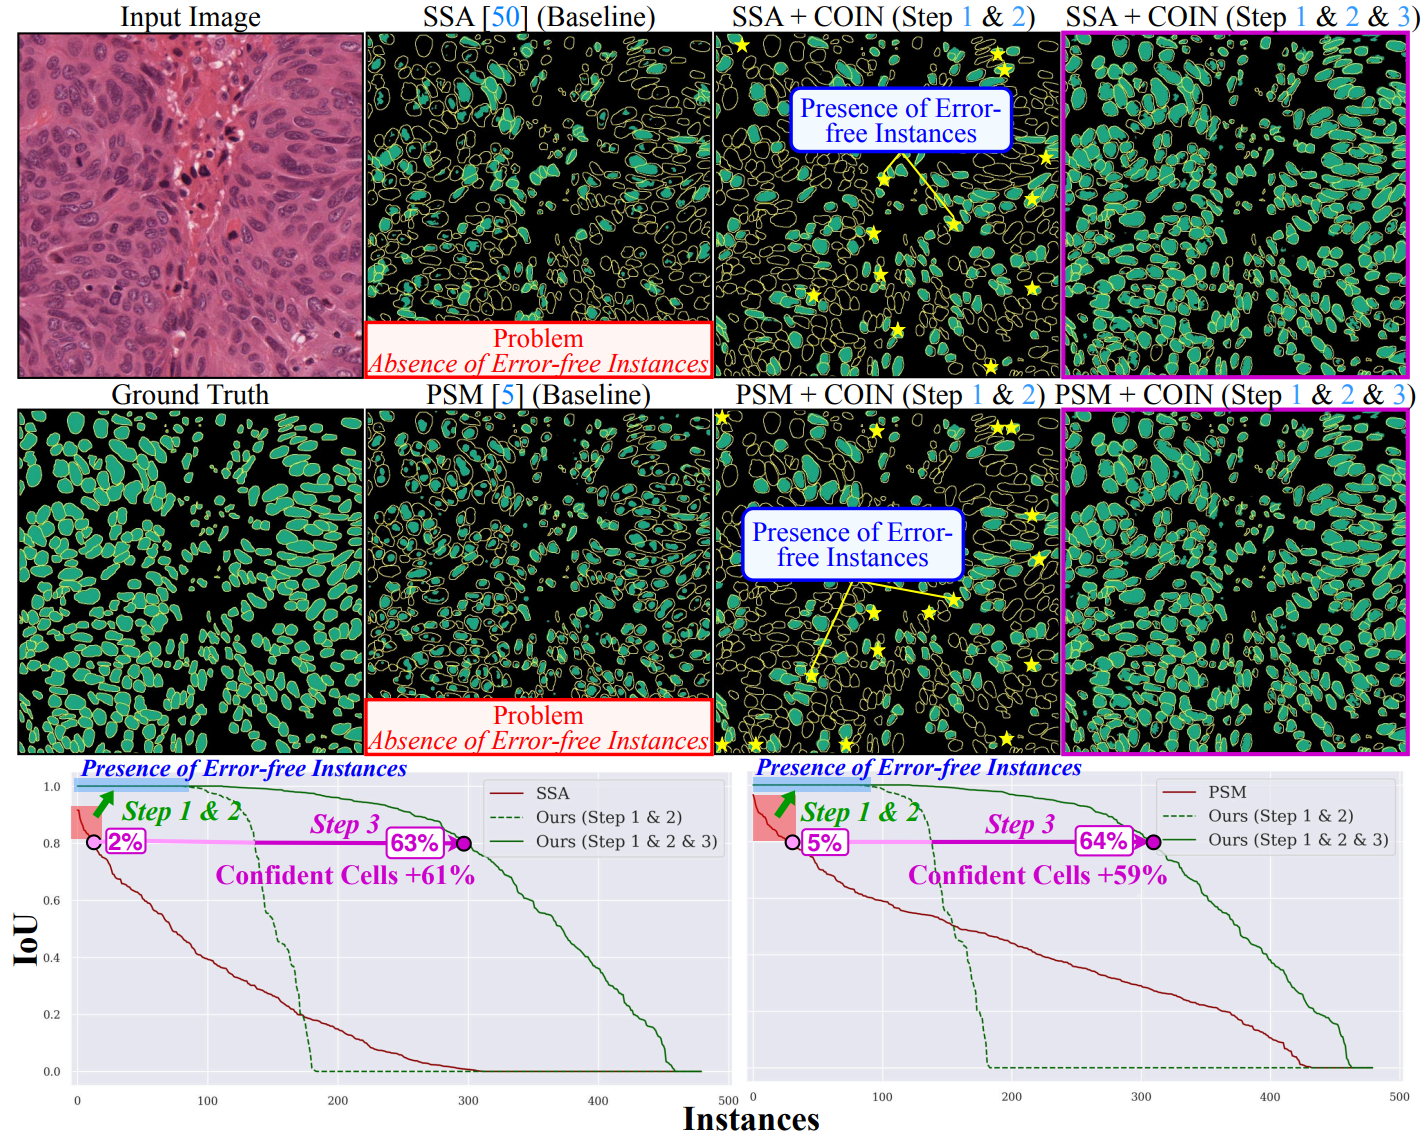 Input Image
SSA [50] (Baseline)
SSA + COIN (Step 1 & 2)
SSA + COIN (Step 1 & 2 & 3)
Presence of Error-
free Instances
Problem
Absence of Error-free Instances
Ground Truth
PSM [5] (Baseline)
PSM + COIN (Step 1 & 2)
PSM + COIN (Step 1 & 2 & 3)
Presence of Error-
free Instances
Problem
Absence of Error-free Instances
Presence of Error-free Instances
Step 1 & 2
Step 3
2%
63%
Confident Cells +61%
SSA
Ours (Step 1 & 2)
Ours (Step 1 & 2 & 3)
1.0
0.8
0.6
0.4
0.2
0.0
0
100
200
300
400
500
IoU
Presence of Error-free Instances
Step 1 & 2
Step 3
5%
64%
Confident Cells +59%
PSM
Ours (Step 1 & 2)
Ours (Step 1 & 2 & 3)
0
100
200
300
400
500
Instances